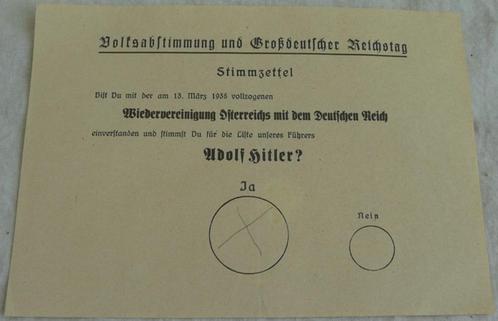 Volksabstimmung und Großdeutscher Reichstag
Stimmzettel
Bist Du mit der am 13. März 1938 vollzogenen
Wiedervereinigung Österreichs mit dem Deutschen Reich
einverstanden und stimmst Du für die Liste unseres Führers
Adolf Hitler?
Ja
Nein